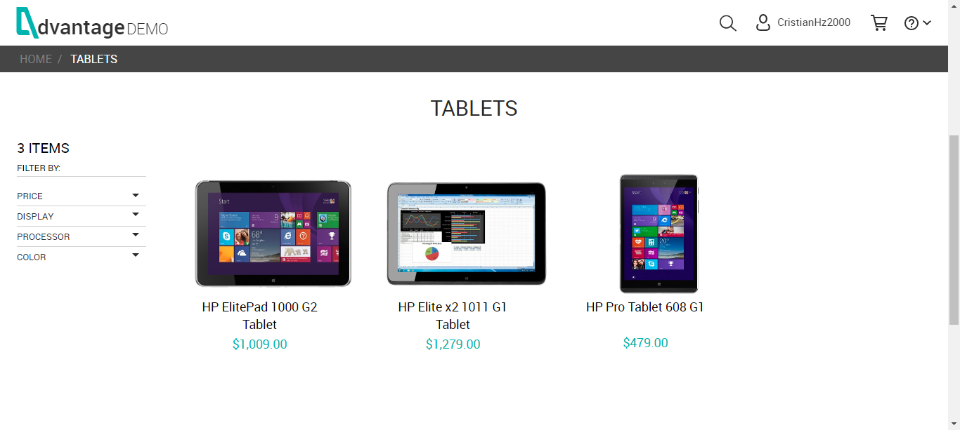 dvantage DEMO
CristianHz2000
HOME / TABLETS
TABLETS
3 ITEMS
FILTER BY:
PRICE
DISPLAY
PROCESSOR
COLOR
Start
HP ElitePad 1000 G2
Tablet
$1,009.00
HP Elite x2 1011 G1
Tablet
$1,279.00
HP Pro Tablet 608 G1
$479.00